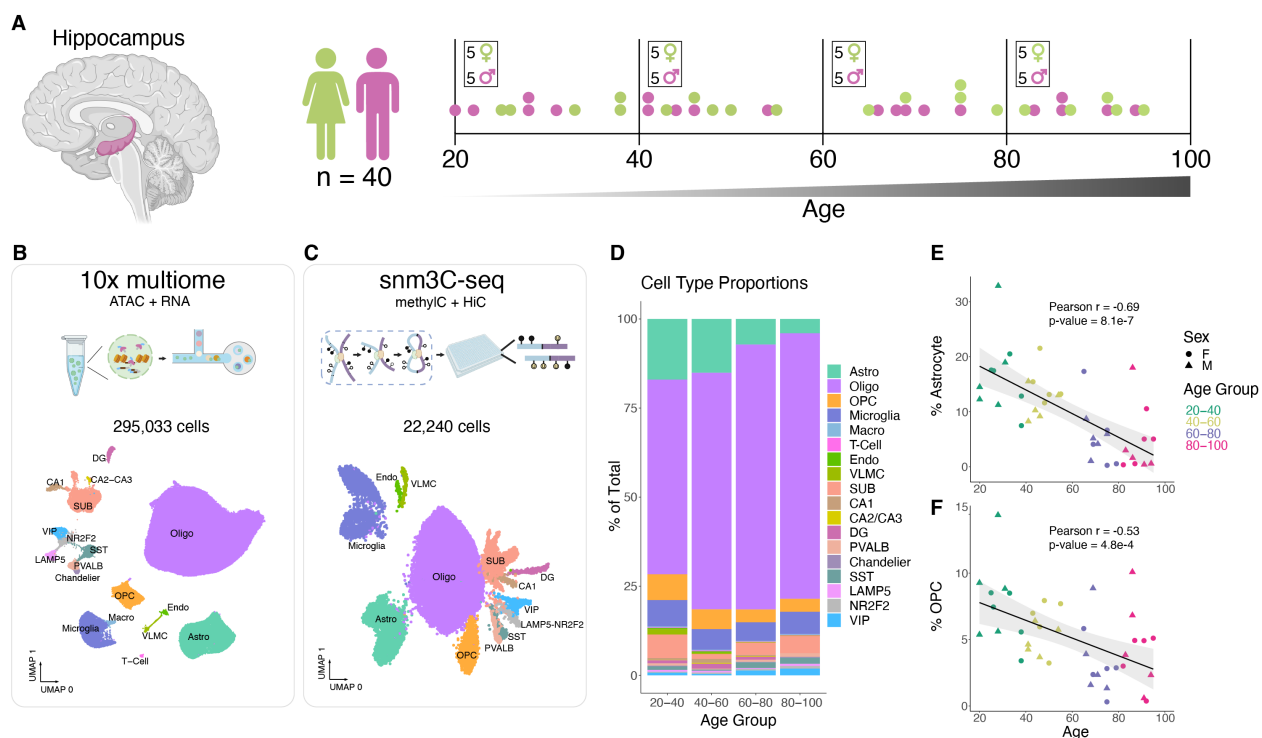 A
Hippocampus
n = 40
5 ♀
5 ♂
5 ♀
5 ♂
5 ♀
5 ♂
5 ♀
5 ♂
20
40
60
80
100
Age
B
10x multiome
ATAC + RNA
295,033 cells
DG
CA1
CA2–CA3
SUB
VIP
NR2F2
SST
LAMP5
PVALB
Chandelier
Oligo
OPC
Macro
Endo
Microglia
VLMC
Astro
T–Cell
UMAP 1
UMAP 0
C
snm3C-seq
methylC + HiC
22,240 cells
Endo
VLMC
Microglia
SUB
Oligo
DG
CA1
VIP
Astro
LAMP5-NR2F2
SST
PVALB
OPC
UMAP 1
UMAP 0
D
Cell Type Proportions
% of Total
100
75
50
25
0
20–40
40–60
60–80
80–100
Age Group
Astro
Oligo
OPC
Microglia
Macro
T-Cell
Endo
VLMC
SUB
CA1
CA2/CA3
DG
PVALB
Chandelier
SST
LAMP5
NR2F2
VIP
E
% Astrocyte
30
20
10
0
Pearson r = -0.69
p-value = 8.1e-7
20
40
60
80
100
Sex
F
M
Age Group
20–40
40–60
60–80
80–100
F
% OPC
15
10
5
0
Pearson r = -0.53
p-value = 4.8e-4
20
40
60
80
100
Age